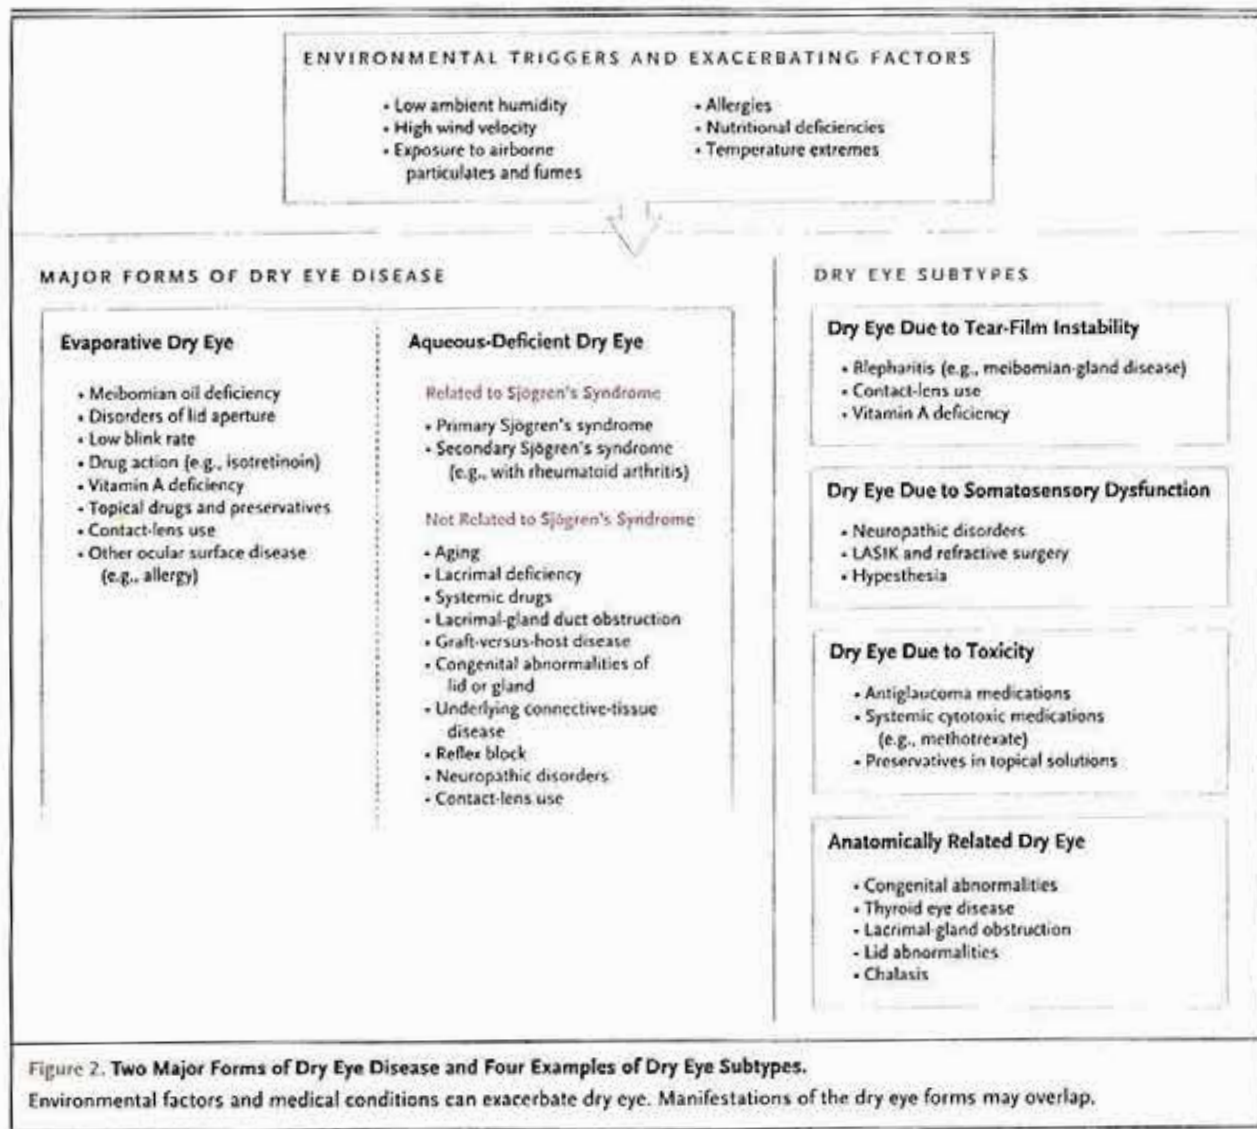 ENVIRONMENTAL TRIGGERS AND EXACERBATING FACTORS
• Low ambient humidity
• High wind velocity
• Exposure to airborne
particulates and fumes
• Allergies
• Nutritional deficiencies
• Temperature extremes
MAJOR FORMS OF DRY EYE DISEASE
Evaporative Dry Eye
• Meibomian oil deficiency
• Disorders of lid aperture
• Low blink rate
• Drug action (e.g., isotretinoin)
• Vitamin A deficiency
• Topical drugs and preservatives
• Contact-lens use
• Other ocular surface disease
(e.g., allergy)
Aqueous-Deficient Dry Eye
Related to Sjögren's Syndrome
• Primary Sjögren's syndrome
• Secondary Sjögren's syndrome
(e.g., with rheumatoid arthritis)
Not Related to Sjögren's Syndrome
• Aging
• Lacrimal deficiency
• Systemic drugs
• Lacrimal-gland duct obstruction
• Graft-versus-host disease
• Congenital abnormalities of
lid or gland
• Underlying connective-tissue
disease
• Reflex block
• Neuropathic disorders
• Contact-lens use
DRY EYE SUBTYPES
Dry Eye Due to Tear-Film Instability
• Blepharitis (e.g., meibomian-gland disease)
• Contact-lens use
• Vitamin A deficiency
Dry Eye Due to Somatosensory Dysfunction
• Neuropathic disorders
• LASIK and refractive surgery
• Hypesthesia
Dry Eye Due to Toxicity
• Antiglaucoma medications
• Systemic cytotoxic medications
(e.g., methotrexate)
• Preservatives in topical solutions
Anatomically Related Dry Eye
• Congenital abnormalities
• Thyroid eye disease
• Lacrimal-gland obstruction
• Lid abnormalities
• Chalasis
Figure 2. Two Major Forms of Dry Eye Disease and Four Examples of Dry Eye Subtypes.
Environmental factors and medical conditions can exacerbate dry eye. Manifestations of the dry eye forms may overlap.